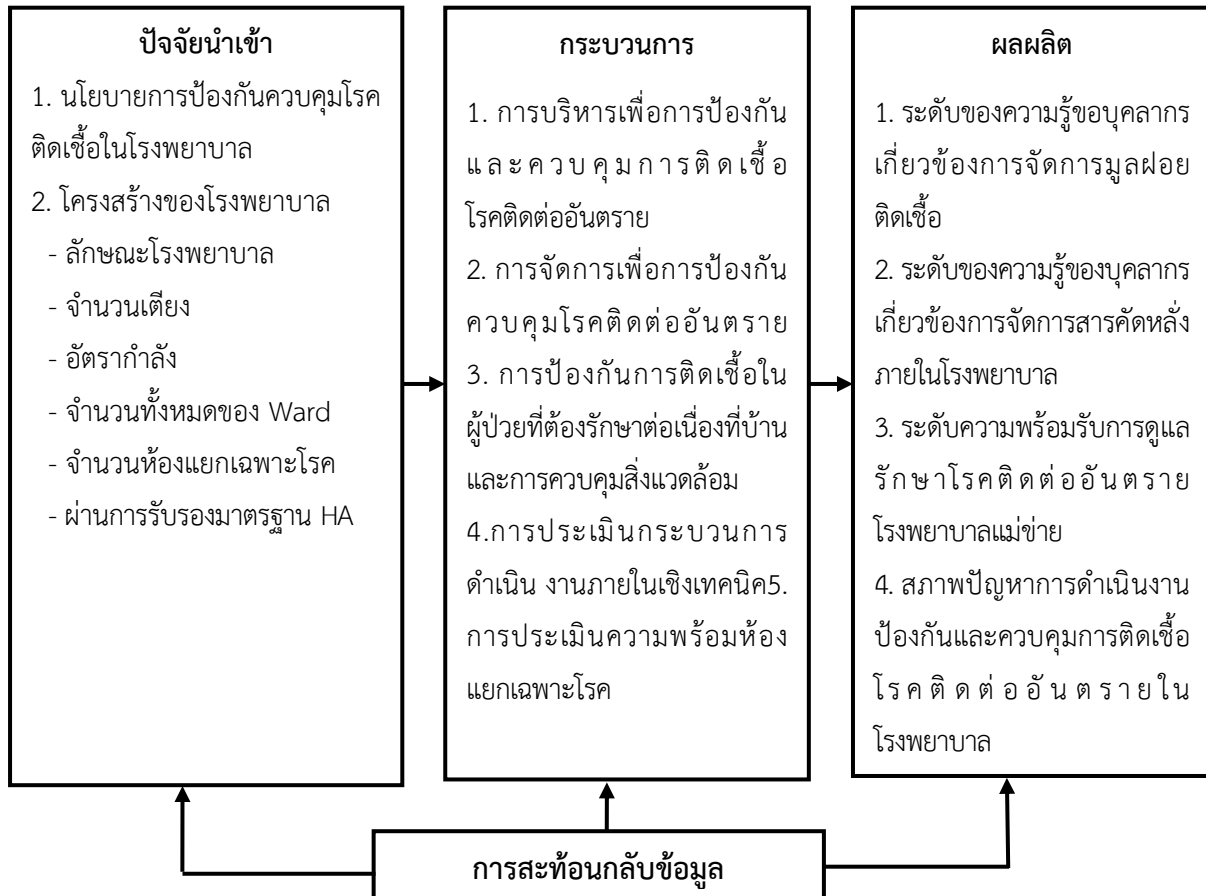 ปัจจัยนำเข้า
1. นโยบายการป้องกันควบคุมโรค
ติดเชื้อในโรงพยาบาล
2. โครงสร้างของโรงพยาบาล
- ลักษณะโรงพยาบาล
- จำนวนเตียง
- อัตรากำลัง
- จำนวนทั้งหมดของ Ward
- จำนวนห้องแยกเฉพาะโรค
- ผ่านการรับรองมาตรฐาน HA
กระบวนการ
1. การบริหารเพื่อการป้องกัน
และควบคุมการติดเชื้อ
โรคติดต่ออันตราย
2. การจัดการเพื่อการป้องกัน
ควบคุมโรคติดต่ออันตราย
3. การป้องกันการติดเชื้อใน
ผู้ป่วยที่ต้องรักษาต่อเนื่องที่บ้าน
และการควบคุมสิ่งแวดล้อม
4.การประเมินกระบวนการ
ดำเนิน งานภายในเชิงเทคนิค5.
การประเมินความพร้อมห้อง
แยกเฉพาะโรค
ผลผลิต
1. ระดับของความรู้ขอบุคลากร
เกี่ยวข้องการจัดการมูลฝอย
ติดเชื้อ
2. ระดับของความรู้ของบุคลากร
เกี่ยวข้องการจัดการสารคัดหลั่ง
ภายในโรงพยาบาล
3. ระดับความพร้อมรับการดูแล
รักษาโรคติดต่ออันตราย
โรงพยาบาลแม่ข่าย
4. สภาพปัญหาการดำเนินงาน
ป้องกันและควบคุมการติดเชื้อ
โรคติดต่ออันตรายใน
โรงพยาบาล
การสะท้อนกลับข้อมูล